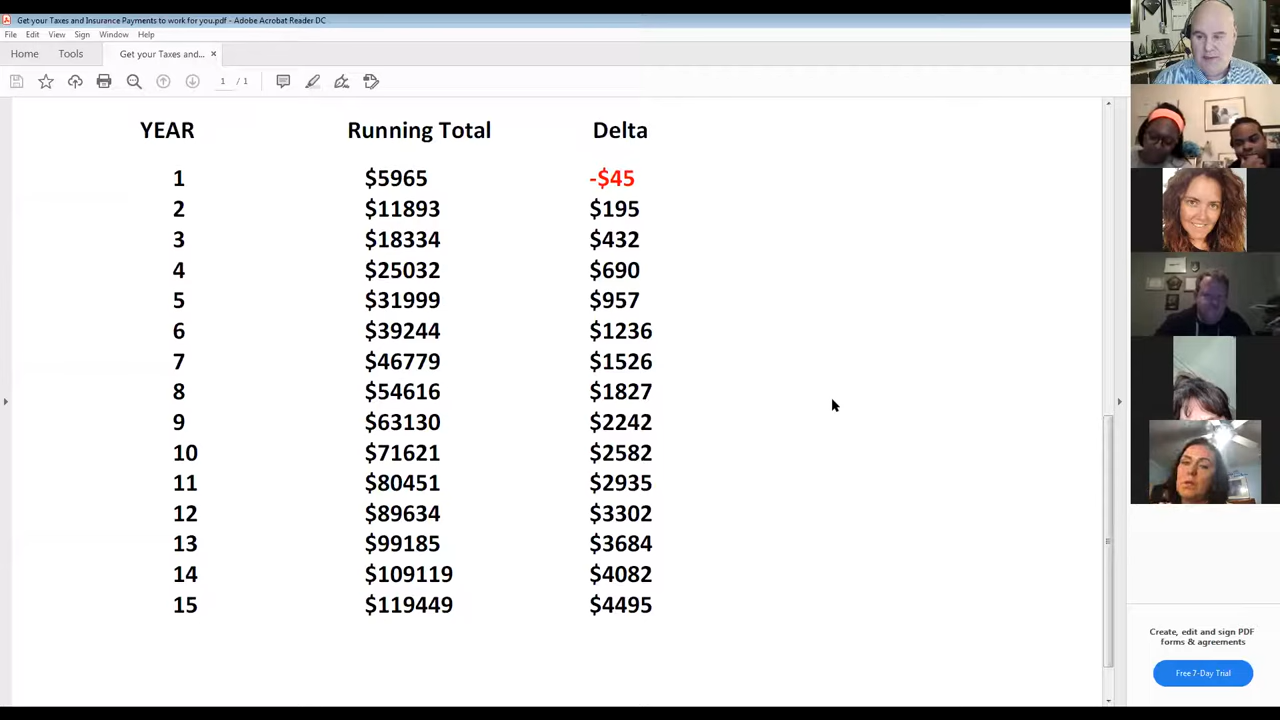 Get your Taxes and Insurance Payments to work for you.pdf - Adobe Acrobat Reader DC
File Edit View Sign Window Help
Home Tools Get your Taxes and... ×
1 / 1
YEAR Running Total Delta
1 $5965 -$45
2 $11893 $195
3 $18334 $432
4 $25032 $690
5 $31999 $957
6 $39244 $1236
7 $46779 $1526
8 $54616 $1827
9 $63130 $2242
10 $71621 $2582
11 $80451 $2935
12 $89634 $3302
13 $99185 $3684
14 $109119 $4082
15 $119449 $4495
Create, edit and sign PDF
forms & agreements
Free 7-Day Trial